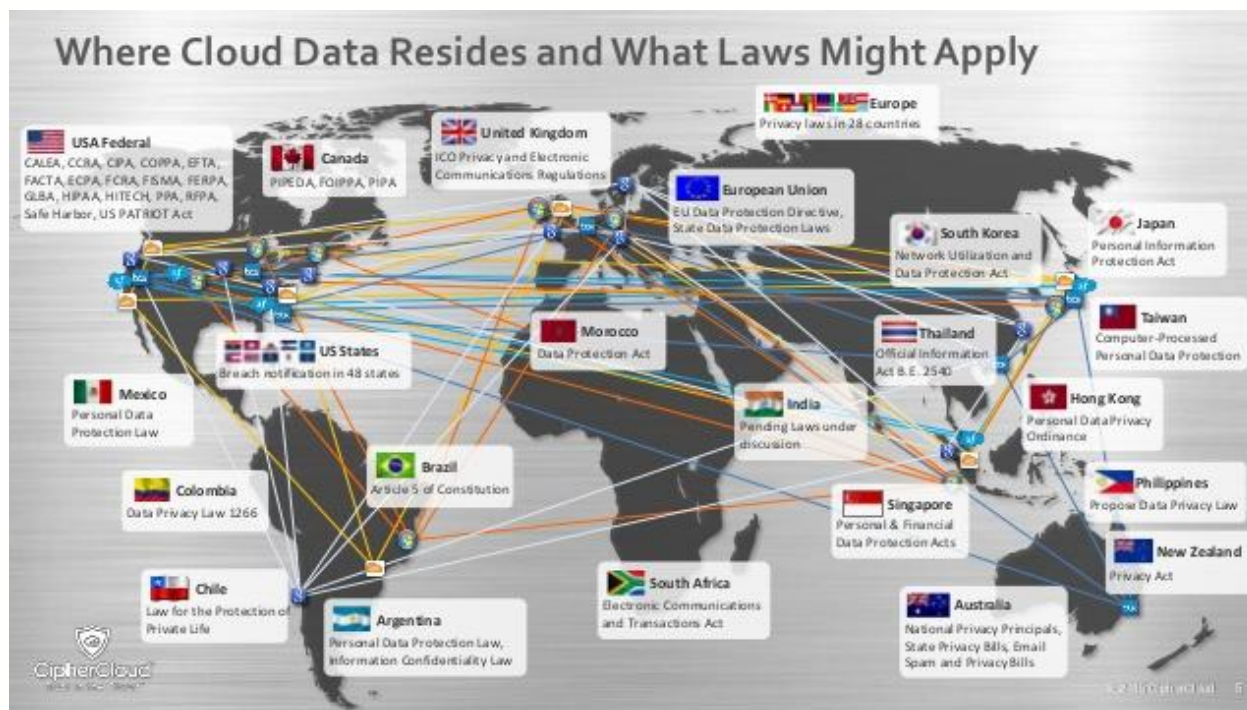 Where Cloud Data Resides and What Laws Might Apply
USA Federal
CALEA, CCRA, CIPA, COPPA, EFTA,
FACTA, ECPA, FCRA, FISMA, FERPA,
GLBA, HIPAA, HITECH, PPA, RFPA,
Safe Harbor, US PATRIOT Act
Canada
PIPEDA, FOIPPA, PIPA
United Kingdom
ICO Privacy and Electronic
Communications Regulations
Europe
Privacy laws in 28 countries
European Union
EU Data Protection Directive,
State Data Protection Laws
South Korea
Network Utilization and
Data Protection Act
Japan
Personal Information
Protection Act
US States
Breach notification in 48 states
Morocco
Data Protection Act
Thailand
Official Information
Act B.E. 2540
Taiwan
Computer-Processed
Personal Data Protection
Mexico
Personal Data
Protection Law
India
Pending Laws under
discussion
Hong Kong
Personal Data Privacy
Ordinance
Brazil
Article 5 of Constitution
Colombia
Data Privacy Law 1266
Singapore
Personal & Financial
Data Protection Acts
Philippines
Propose Data Privacy Law
New Zealand
Privacy Act
Chile
Law for the Protection of
Private Life
Argentina
Personal Data Protection Law,
Information Confidentiality Law
South Africa
Electronic Communications
and Transactions Act
Australia
National Privacy Principals,
State Privacy Bills, Email
Spam and Privacy Bills
CipherCloud